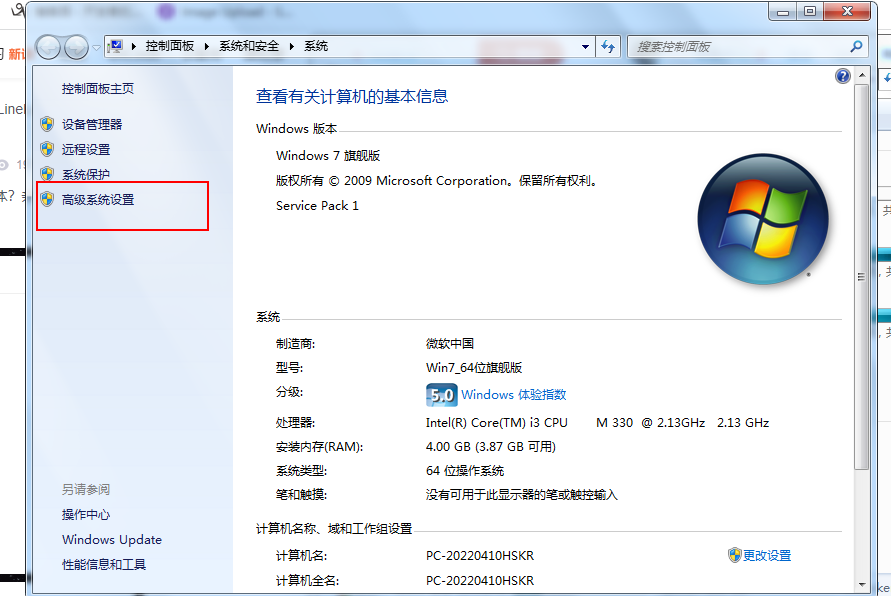 控制面板 ▸ 系统和安全 ▸ 系统
搜索控制面板
控制面板主页
设备管理器
远程设置
系统保护
高级系统设置
查看有关计算机的基本信息
Windows 版本
Windows 7 旗舰版
版权所有 © 2009 Microsoft Corporation。保留所有权利。
Service Pack 1
系统
制造商: 微软中国
型号: Win7_64位旗舰版
分级: 5.0 Windows 体验指数
处理器: Intel(R) Core(TM) i3 CPU M 330 @ 2.13GHz 2.13 GHz
安装内存(RAM): 4.00 GB (3.87 GB 可用)
系统类型: 64 位操作系统
笔和触摸: 没有可用于此显示器的笔或触控输入
计算机名称、域和工作组设置
计算机名: PC-20220410HSKR 更改设置
计算机全名: PC-20220410HSKR
另请参阅
操作中心
Windows Update
性能信息和工具